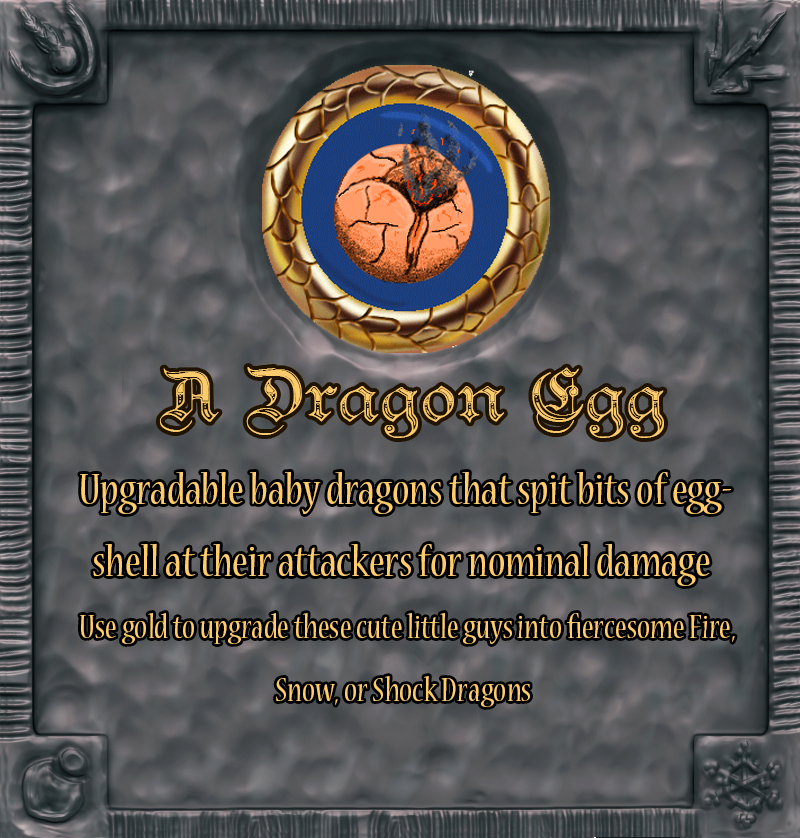 A Dragon Egg
Upgradable baby dragons that spit bits of egg-
shell at their attackers for nominal damage
Use gold to upgrade these cute little guys into fiercesome Fire,
Snow, or Shock Dragons